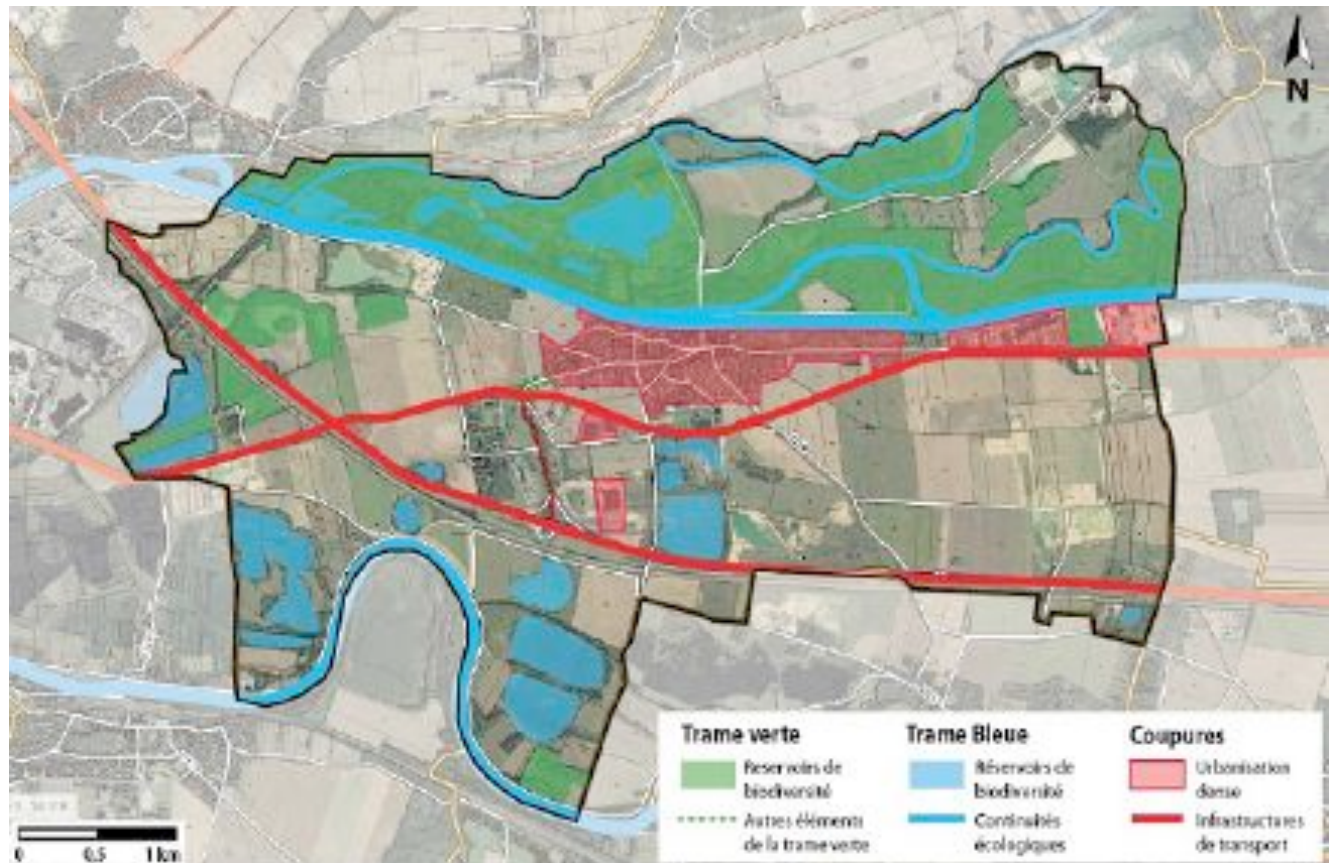 N
Trame verte
Reservoirs de
biodiversité
Autres éléments
de la trame verte
Trame Bleue
Réservoirs de
biodiversité
Continuités
écologiques
Coupures
Urbanisation
dense
Infrastructures
de transport
0 0.5 1 km